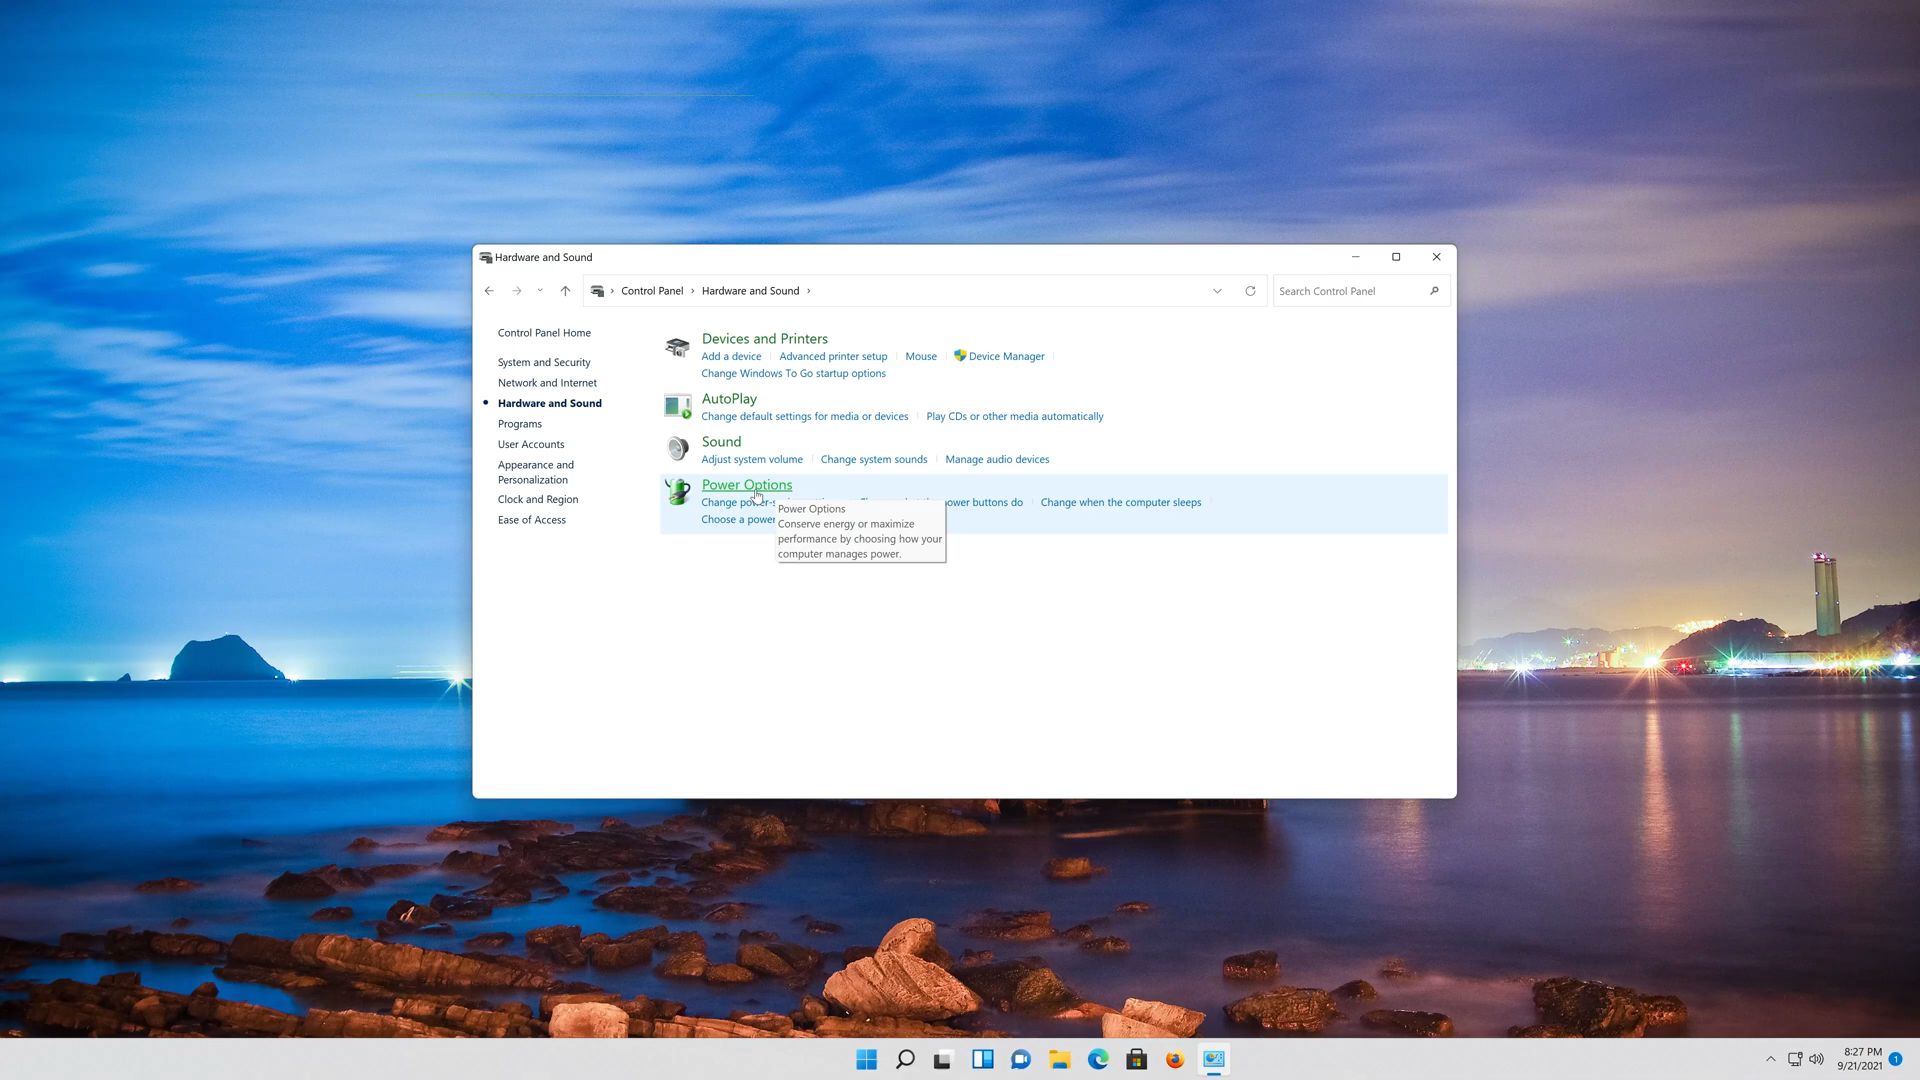 Hardware and Sound
Control Panel > Hardware and Sound >
Search Control Panel
Control Panel Home
System and Security
Network and Internet
Hardware and Sound
Programs
User Accounts
Appearance and
Personalization
Clock and Region
Ease of Access
Devices and Printers
Add a device
Advanced printer setup
Mouse
Device Manager
Change Windows To Go startup options
AutoPlay
Change default settings for media or devices
Play CDs or other media automatically
Sound
Adjust system volume
Change system sounds
Manage audio devices
Power Options
Change
ower buttons do
Change when the computer sleeps
Choose a power
Power Options
Conserve energy or maximize
performance by choosing how your
computer manages power.
8:27 PM
9/21/2021
1